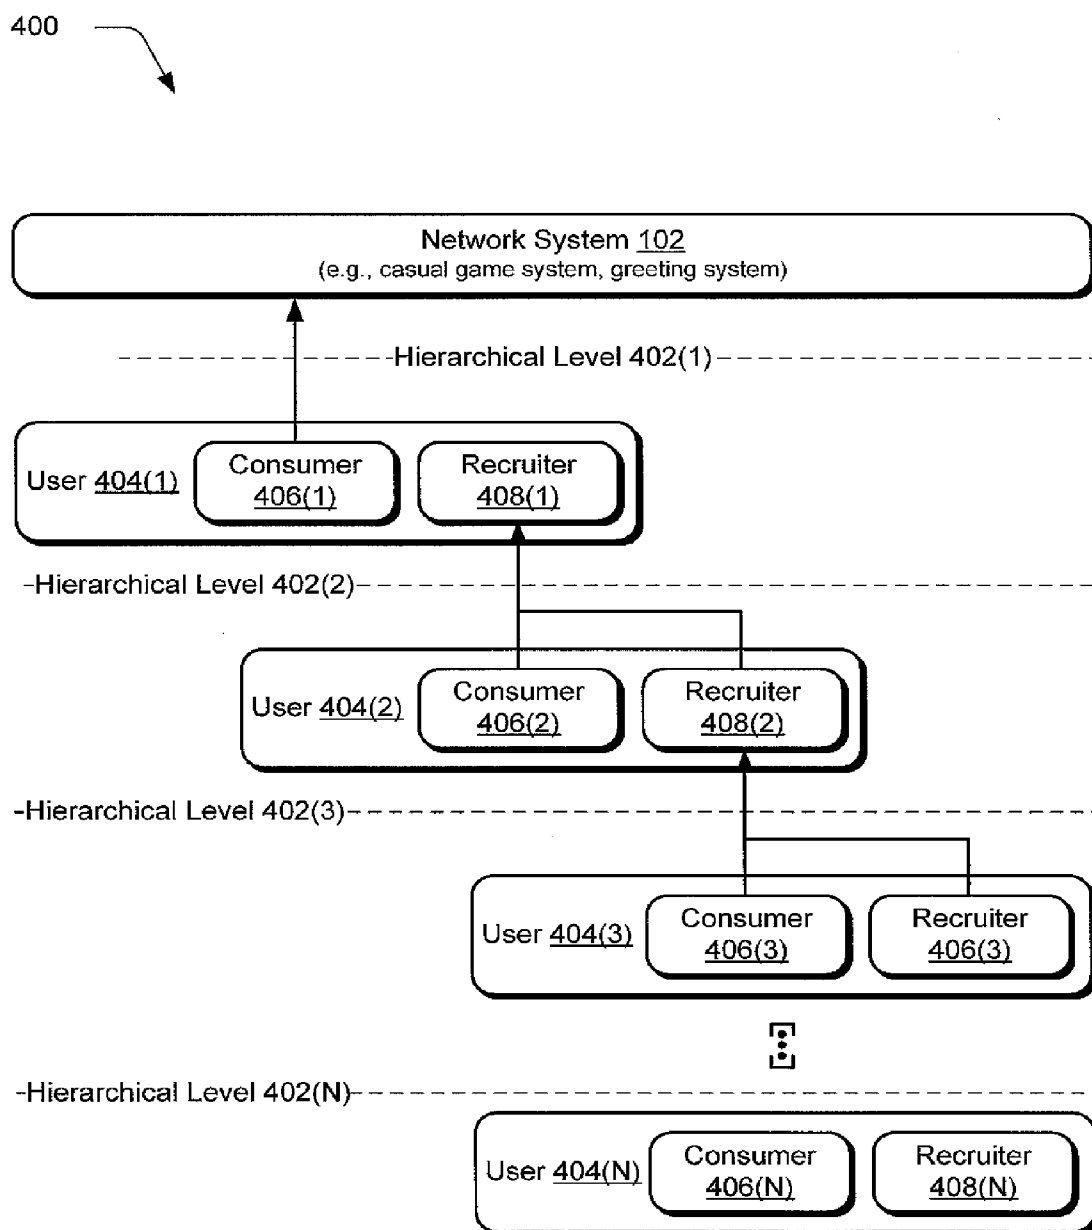 400
Network System 102
(e.g., casual game system, greeting system)
Hierarchical Level 402(1)
User 404(1)
Consumer
406(1)
Recruiter
408(1)
Hierarchical Level 402(2)
User 404(2)
Consumer
406(2)
Recruiter
408(2)
Hierarchical Level 402(3)
User 404(3)
Consumer
406(3)
Recruiter
406(3)
Hierarchical Level 402(N)
User 404(N)
Consumer
406(N)
Recruiter
408(N)